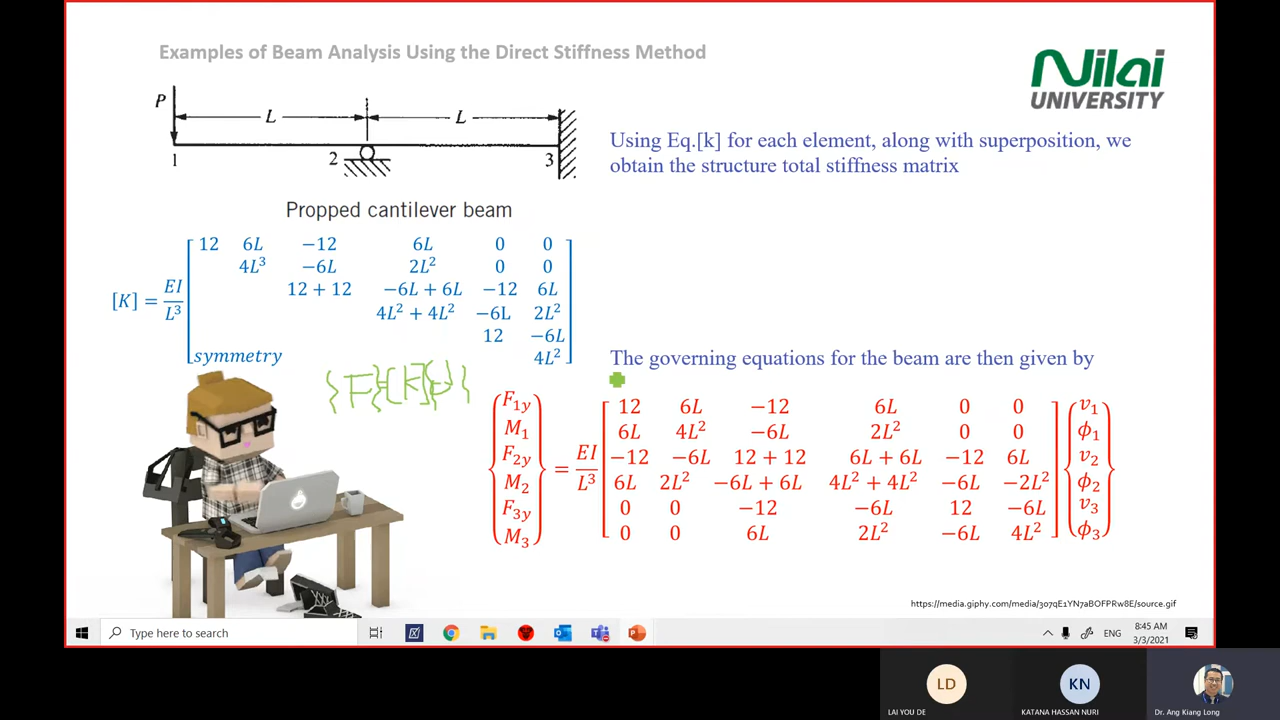 Examples of Beam Analysis Using the Direct Stiffness Method
Nilai
UNIVERSITY
P
L
L
1
2
3
Propped cantilever beam
Using Eq.[k] for each element, along with superposition, we
obtain the structure total stiffness matrix
[K] = EI/L³
12 6L −12 6L 0 0
4L³ −6L 2L² 0 0
12 + 12 −6L + 6L −12 6L
4L² + 4L² −6L 2L²
12 −6L
symmetry 4L²
{F}=[K]{d}
The governing equations for the beam are then given by
F1y 12 6L −12 6L 0 0 v1
M1 6L 4L² −6L 2L² 0 0 ϕ1
F2y −12 −6L 12 + 12 6L + 6L −12 6L v2
= EI/L³
M2 6L 2L² −6L + 6L 4L² + 4L² −6L −2L² ϕ2
F3y 0 0 −12 −6L 12 −6L v3
M3 0 0 6L 2L² −6L 4L² ϕ3
https://media.giphy.com/media/3o7qE1YN7aBOFPRw8E/source.gif
Type here to search
ENG
8:45 AM
3/3/2021
LD
LAI YOU DE
KN
KATANA HASSAN NURI
Dr. Ang Kiang Long